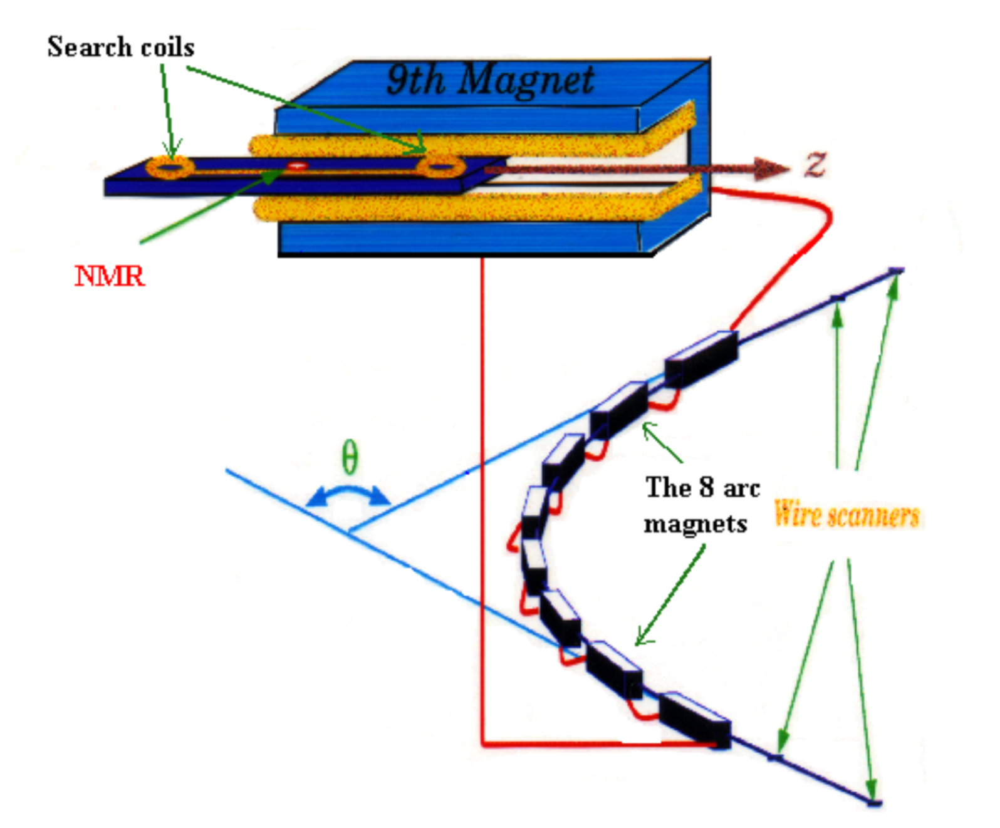 Search coils
9th Magnet
z
NMR
θ
The 8 arc
magnets
Wire scanners